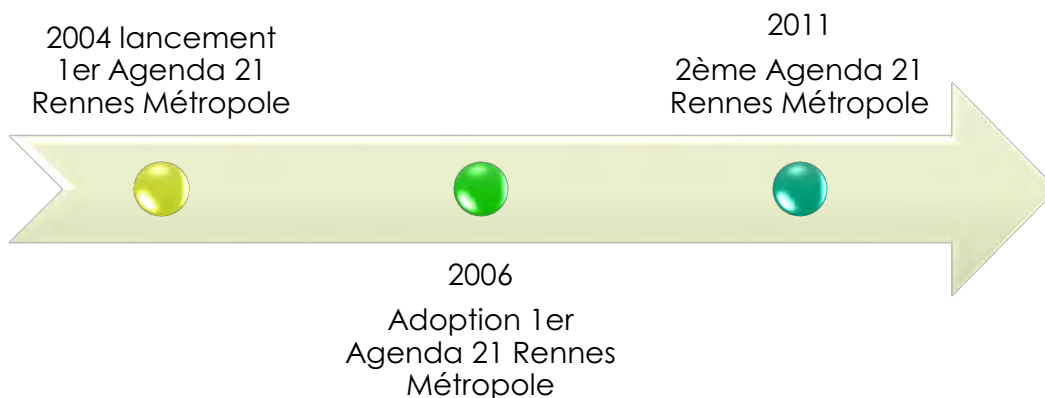 2004 lancement
1er Agenda 21
Rennes Métropole
2006
Adoption 1er
Agenda 21 Rennes
Métropole
2011
2ème Agenda 21
Rennes Métropole